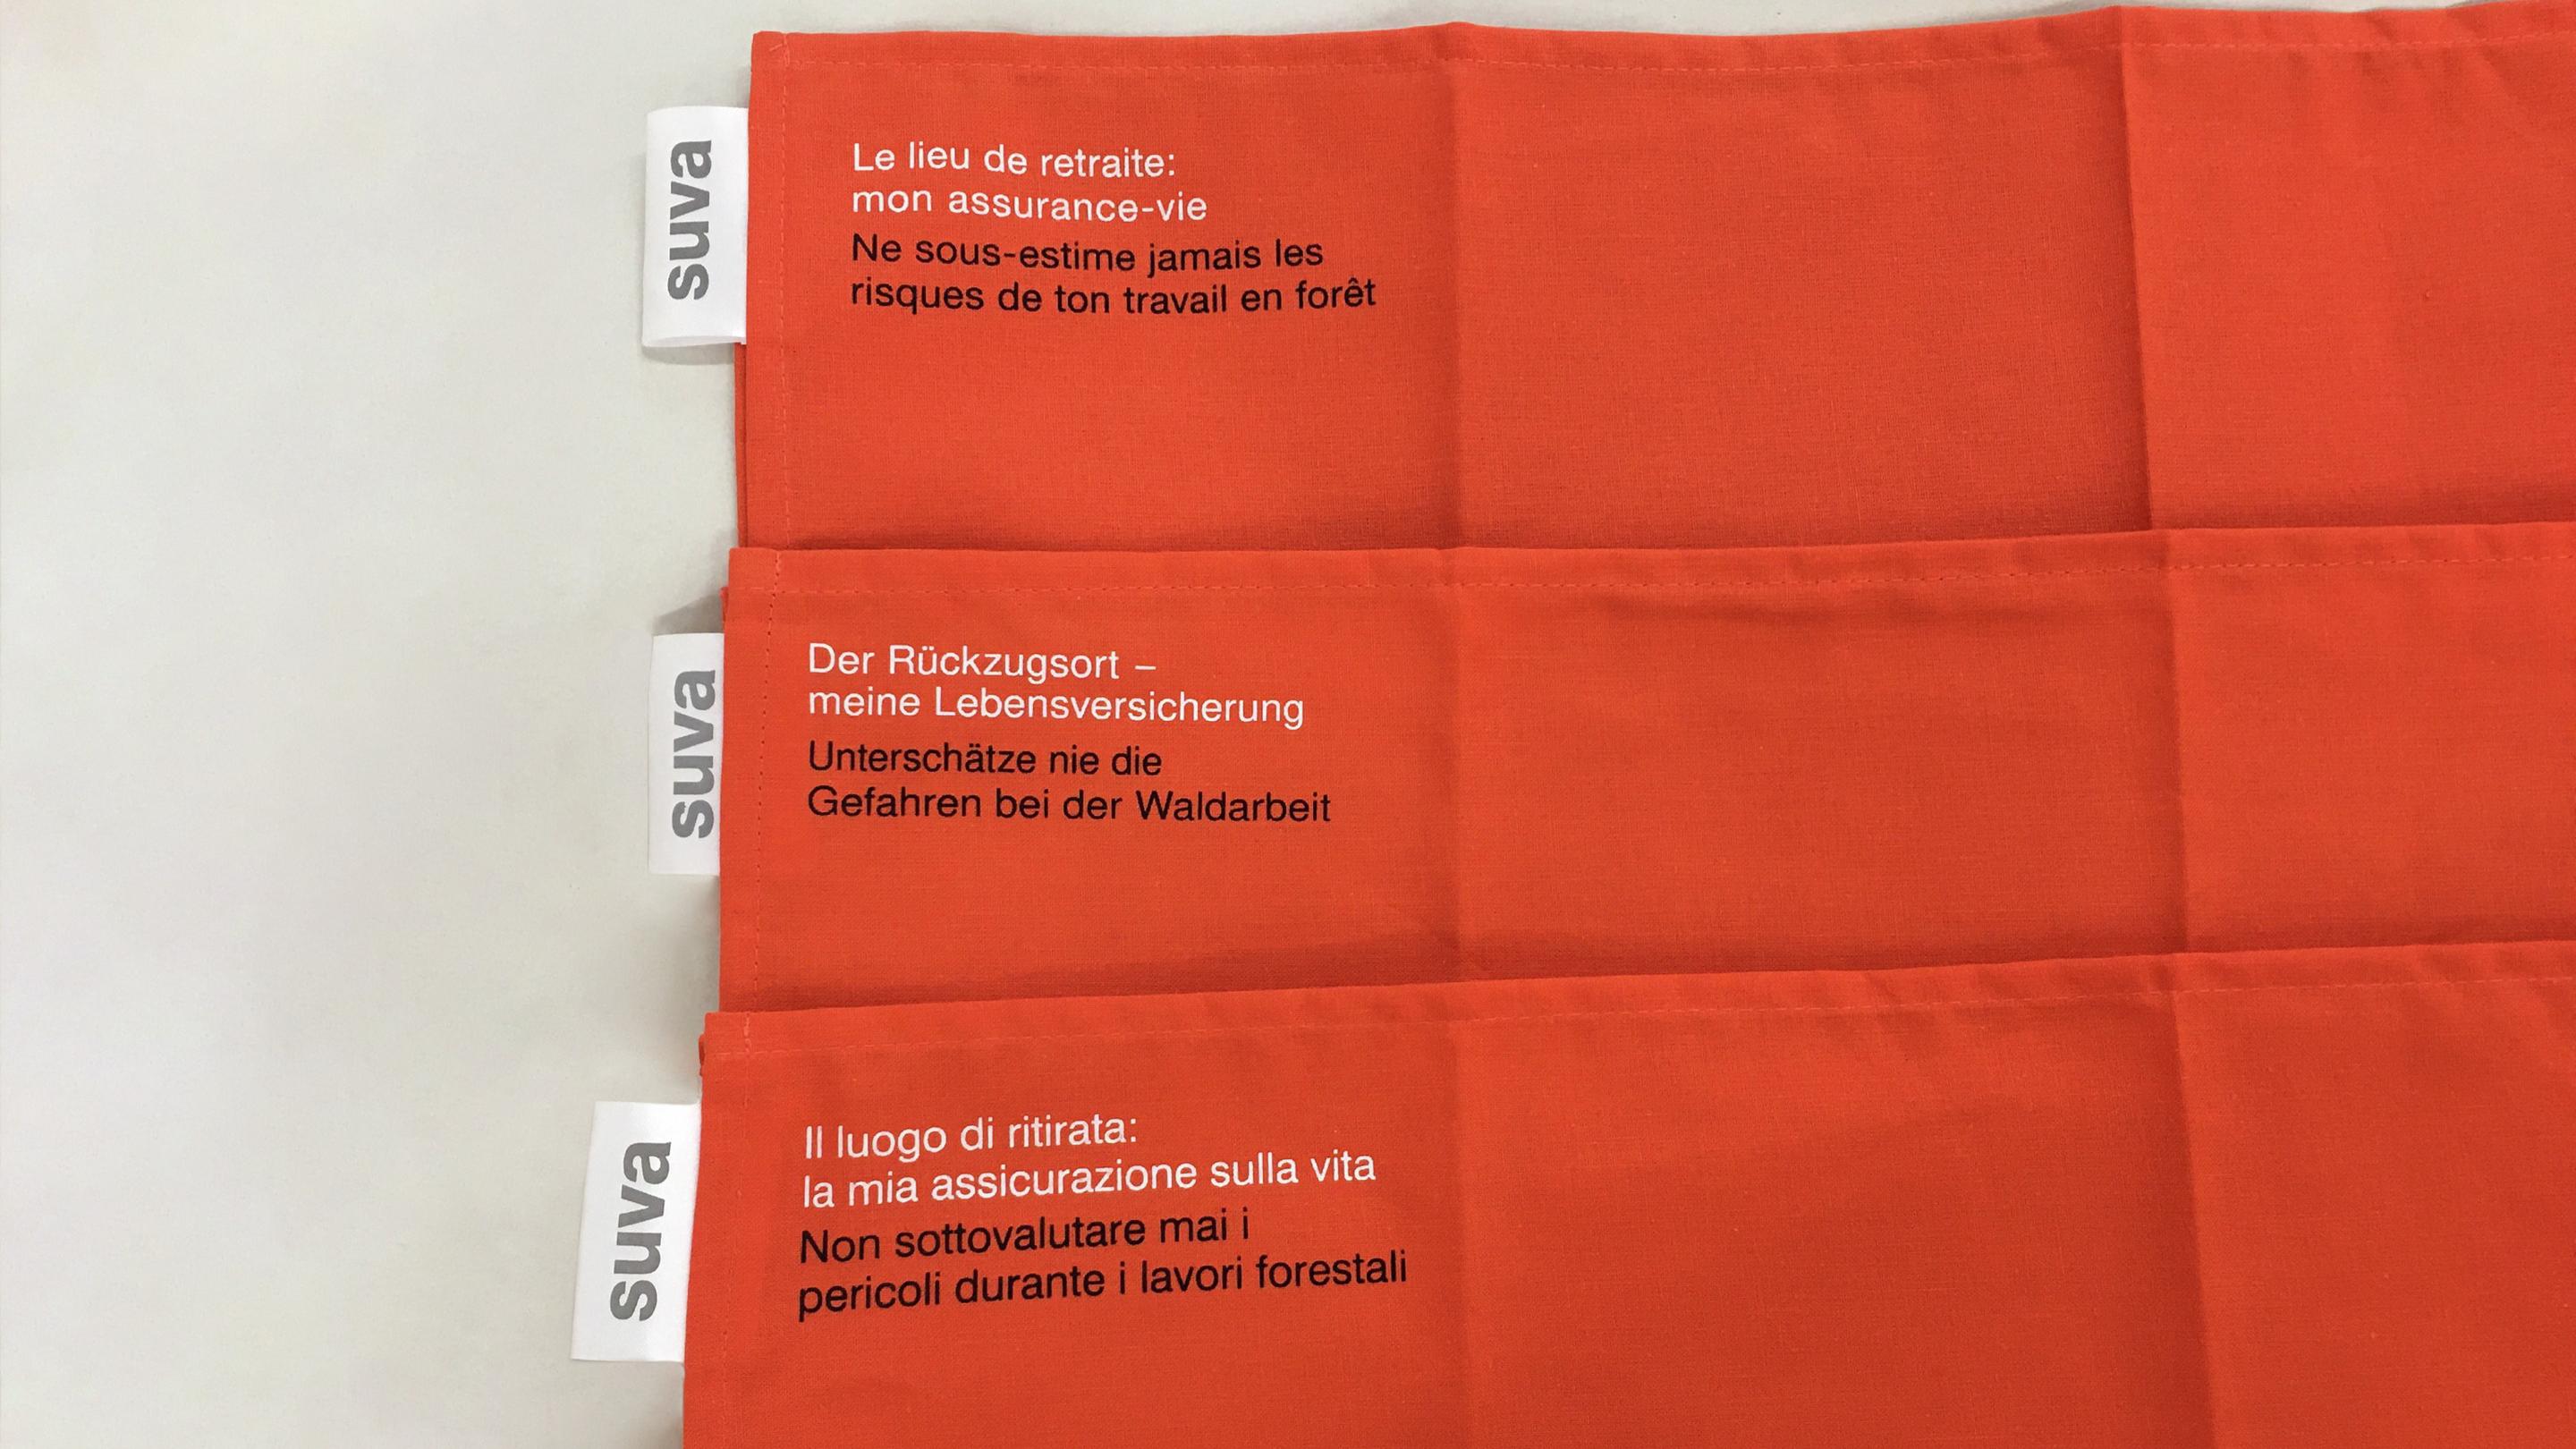 suva
Le lieu de retraite:
mon assurance-vie
Ne sous-estime jamais les
risques de ton travail en forêt
suva
Der Rückzugsort –
meine Lebensversicherung
Unterschätze nie die
Gefahren bei der Waldarbeit
suva
Il luogo di ritirata:
la mia assicurazione sulla vita
Non sottovalutare mai i
pericoli durante i lavori forestali